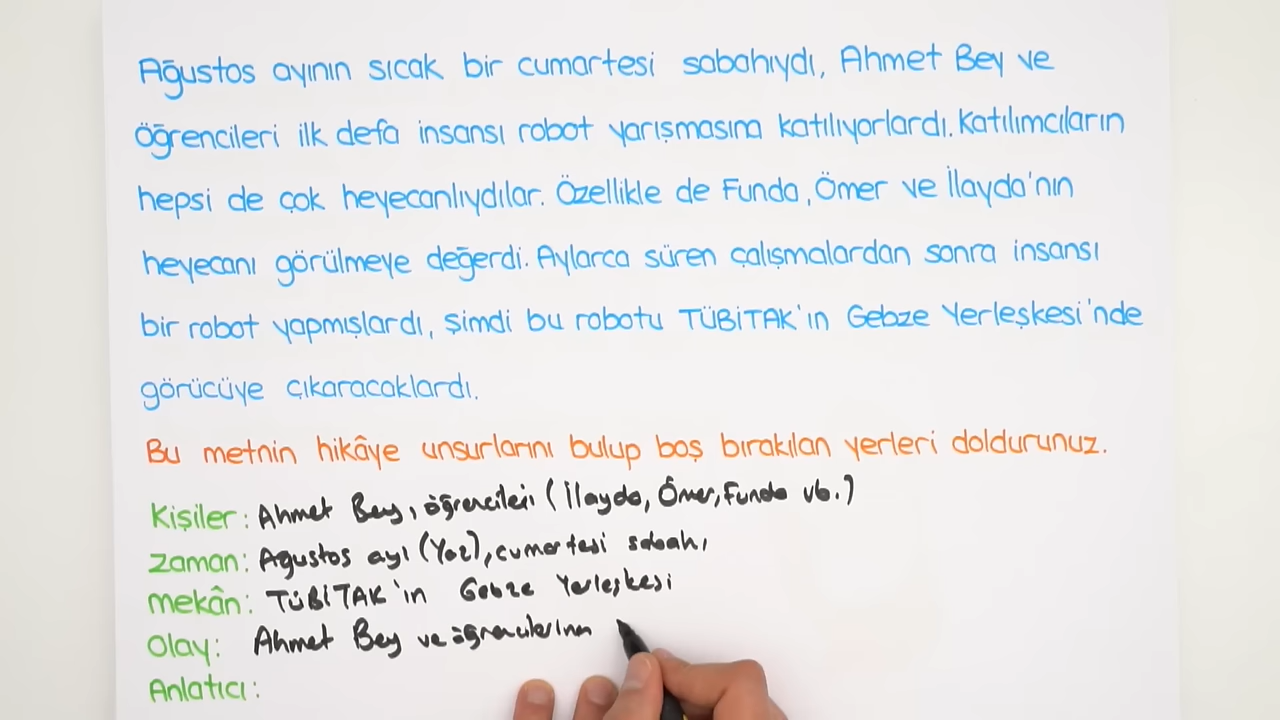 Ağustos ayının sıcak bir cumartesi sabahıydı, Ahmet Bey ve
öğrencileri ilk defa insansı robot yarışmasına katılıyorlardı. Katılımcıların
hepsi de çok heyecanlıydılar. Özellikle de Funda, Ömer ve İlayda'nın
heyecanı görülmeye değerdi. Aylarca süren çalışmalardan sonra insansı
bir robot yapmışlardı, şimdi bu robotu TÜBİTAK'ın Gebze Yerleşkesi'nde
görücüye çıkaracaklardı.
Bu metnin hikâye unsurlarını bulup boş bırakılan yerleri doldurunuz.
Kişiler: Ahmet Bey, öğrencileri (İlayda, Ömer, Funda vb.)
Zaman: Ağustos ayı (Yaz), cumartesi sabahı
mekân: TÜBİTAK'ın Gebze Yerleşkesi
Olay: Ahmet Bey ve öğrencilerinin
Anlatıcı: